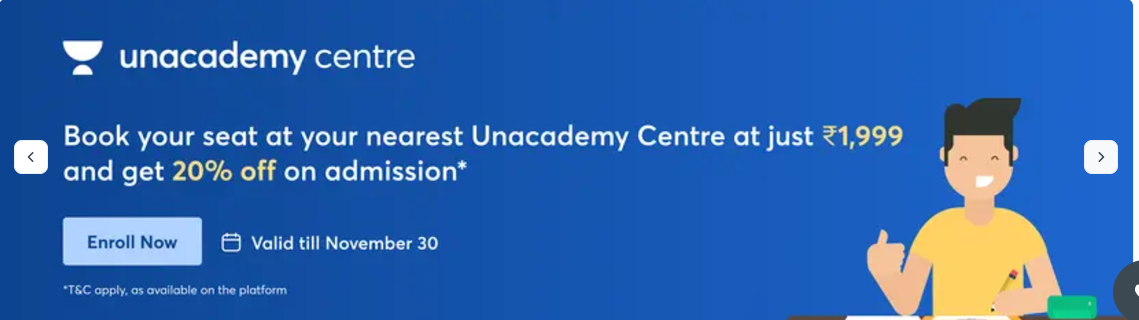 unacademy centre
Book your seat at your nearest Unacademy Centre at just ₹1,999
and get 20% off on admission*
Enroll Now
Valid till November 30
*T&C apply, as available on the platform